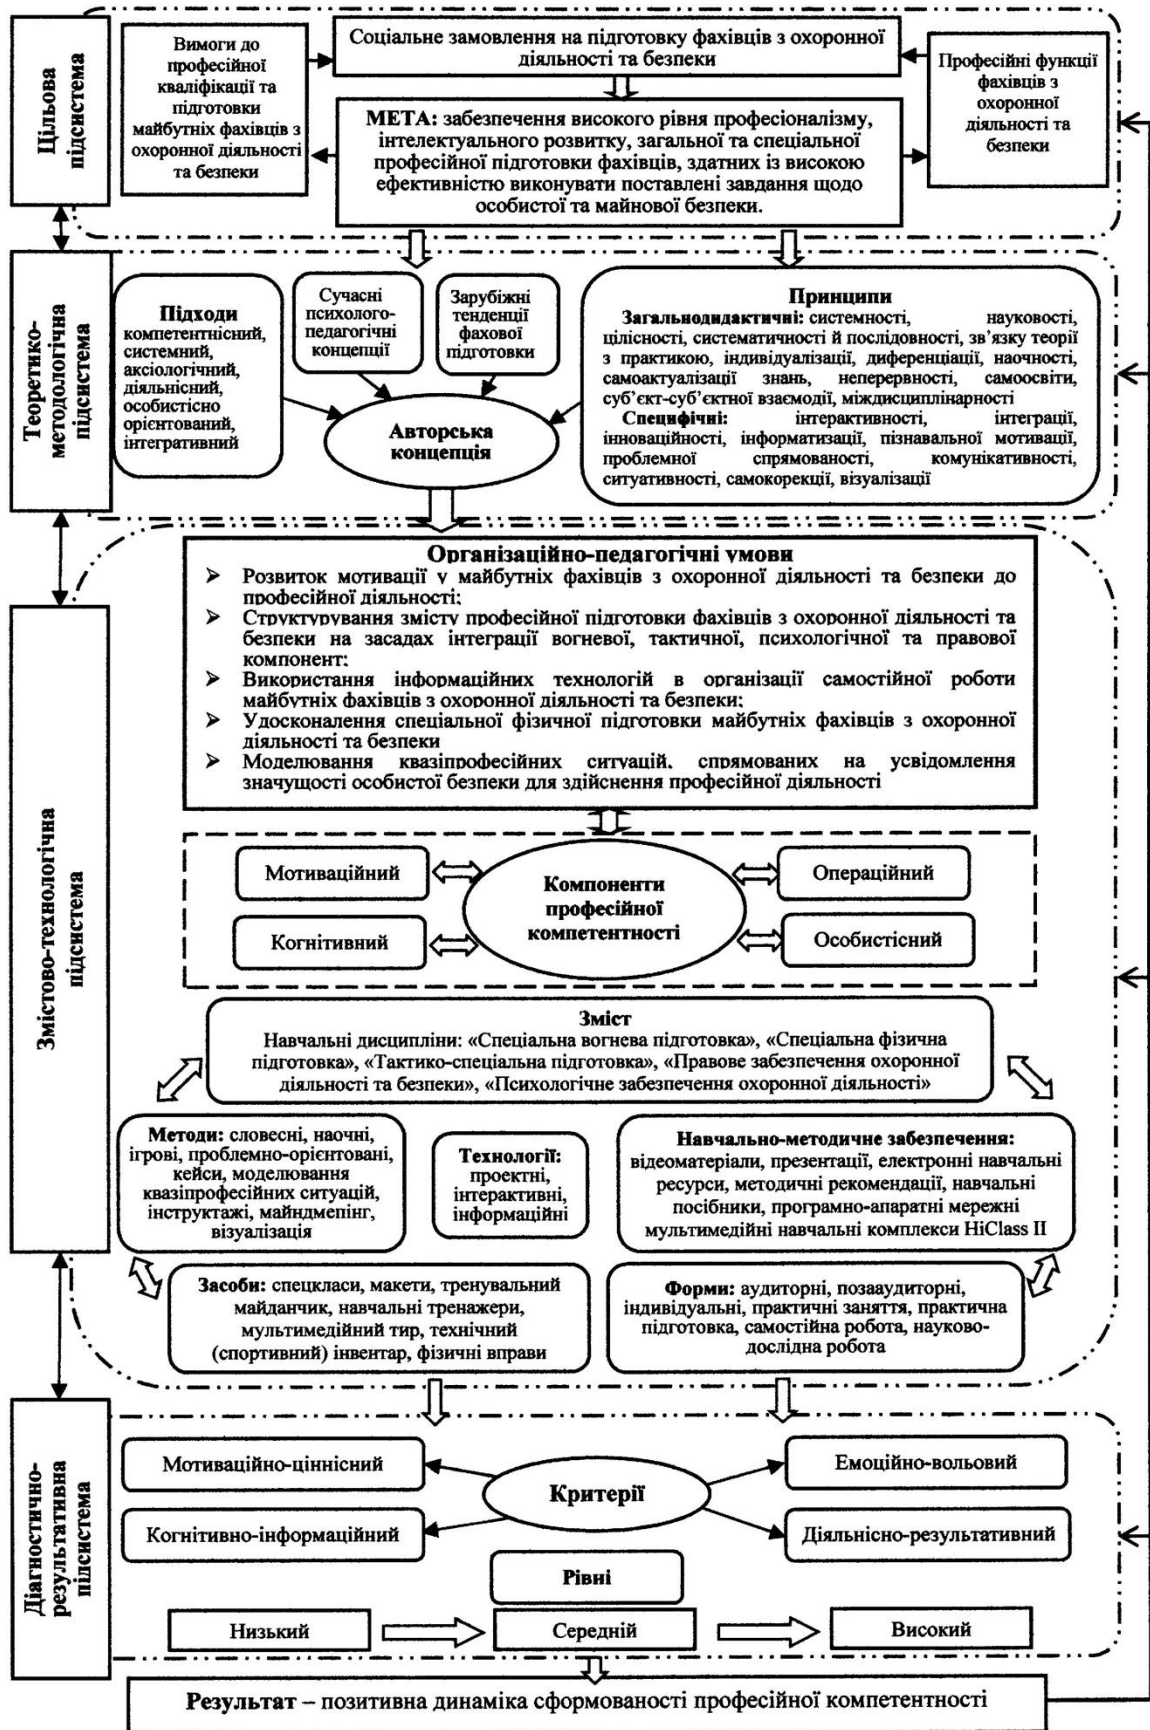 Цільова
підсистема
Вимоги до
професійної
кваліфікації та
підготовки
майбутніх фахівців з
охоронної діяльності
та безпеки
Соціальне замовлення на підготовку фахівців з охоронної
діяльності та безпеки
Професійні функції
фахівців з
охоронної
діяльності та
безпеки
МЕТА: забезпечення високого рівня професіоналізму,
інтелектуального розвитку, загальної та спеціальної
професійної підготовки фахівців, здатних із високою
ефективністю виконувати поставлені завдання щодо
особистої та майнової безпеки.
Теоретико-
методологічна
підсистема
Підходи
компетентнісний,
системний,
аксіологічний,
діяльнісний,
особистісно
орієнтований,
інтегративний
Сучасні
психолого-
педагогічні
концепції
Зарубіжні
тенденції
фахової
підготовки
Авторська
концепція
Принципи
Загальнодидактичні: системності, науковості,
цілісності, систематичності й послідовності, зв’язку теорії
з практикою, індивідуалізації, диференціації, наочності,
самоактуалізації знань, неперервності, самоосвіти,
суб’єкт-суб’єктної взаємодії, міждисциплінарності
Специфічні: інтерактивності, інтеграції,
інноваційності, інформатизації, пізнавальної мотивації,
проблемної спрямованості, комунікативності,
ситуативності, самокорекції, візуалізації
Змістово-технологічна
підсистема
Організаційно-педагогічні умови
➢ Розвиток мотивації у майбутніх фахівців з охоронної діяльності та безпеки до
професійної діяльності;
➢ Структурування змісту професійної підготовки фахівців з охоронної діяльності та
безпеки на засадах інтеграції вогневої, тактичної, психологічної та правової
компонент;
➢ Використання інформаційних технологій в організації самостійної роботи
майбутніх фахівців з охоронної діяльності та безпеки;
➢ Удосконалення спеціальної фізичної підготовки майбутніх фахівців з охоронної
діяльності та безпеки
➢ Моделювання квазіпрофесійних ситуацій, спрямованих на усвідомлення
значущості особистої безпеки для здійснення професійної діяльності
Мотиваційний
Когнітивний
Компоненти
професійної
компетентності
Операційний
Особистісний
Зміст
Навчальні дисципліни: «Спеціальна вогнева підготовка», «Спеціальна фізична
підготовка», «Тактико-спеціальна підготовка», «Правове забезпечення охоронної
діяльності та безпеки», «Психологічне забезпечення охоронної діяльності»
Методи: словесні, наочні,
ігрові, проблемно-орієнтовані,
кейси, моделювання
квазіпрофесійних ситуацій,
інструктажі, майндмепінг,
візуалізація
Технології:
проектні,
інтерактивні,
інформаційні
Навчально-методичне забезпечення:
відеоматеріали, презентації, електронні навчальні
ресурси, методичні рекомендації, навчальні
посібники, програмно-апаратні мережні
мультимедійні навчальні комплекси HiClass II
Засоби: спецкласи, макети, тренувальний
майданчик, навчальні тренажери,
мультимедійний тир, технічний
(спортивний) інвентар, фізичні вправи
Форми: аудиторні, позааудиторні,
індивідуальні, практичні заняття, практична
підготовка, самостійна робота, науково-
дослідна робота
Діагностично-
результативна
підсистема
Мотиваційно-ціннісний
Когнітивно-інформаційний
Критерії
Емоційно-вольовий
Діяльнісно-результативний
Рівні
Низький
Середній
Високий
Результат – позитивна динаміка сформованості професійної компетентності